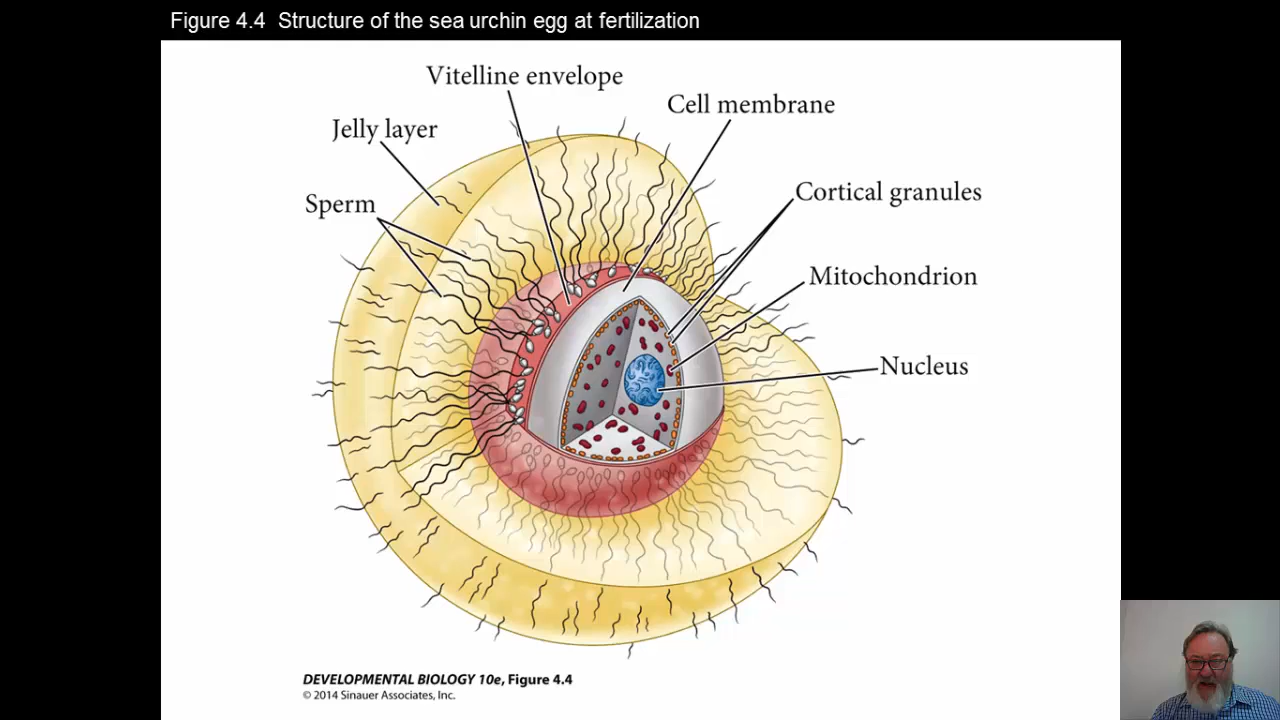 Figure 4.4 Structure of the sea urchin egg at fertilization
Vitelline envelope
Cell membrane
Jelly layer
Cortical granules
Sperm
Mitochondrion
Nucleus
DEVELOPMENTAL BIOLOGY 10e, Figure 4.4
© 2014 Sinauer Associates, Inc.